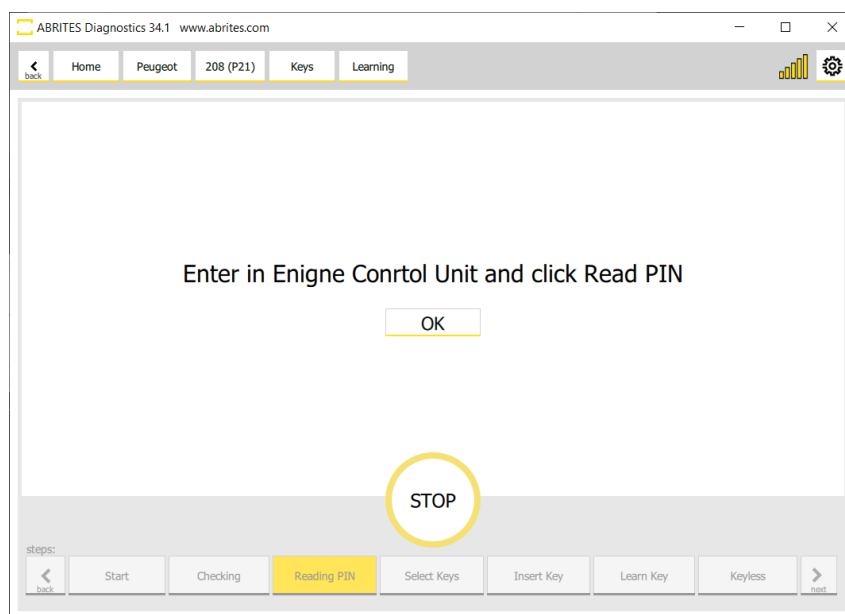 ABRITES Diagnostics 34.1 www.abrites.com
back Home Peugeot 208 (P21) Keys Learning
Enter in Enigne Conrtol Unit and click Read PIN
OK
STOP
steps:
back Start Checking Reading PIN Select Keys Insert Key Learn Key Keyless next